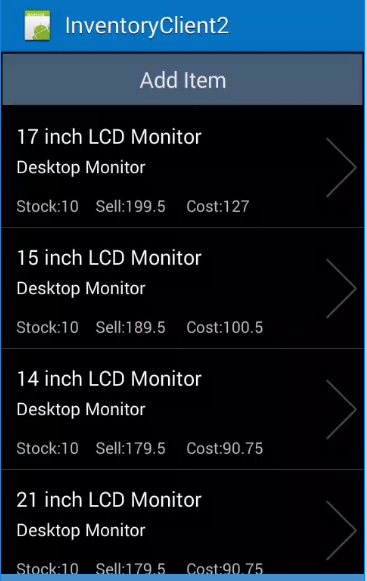 InventoryClient2
Add Item
17 inch LCD Monitor
Desktop Monitor
Stock:10 Sell:199.5 Cost:127
15 inch LCD Monitor
Desktop Monitor
Stock:10 Sell:189.5 Cost:100.5
14 inch LCD Monitor
Desktop Monitor
Stock:10 Sell:179.5 Cost:90.75
21 inch LCD Monitor
Desktop Monitor
Stock:10 Sell:179.5 Cost:90.75